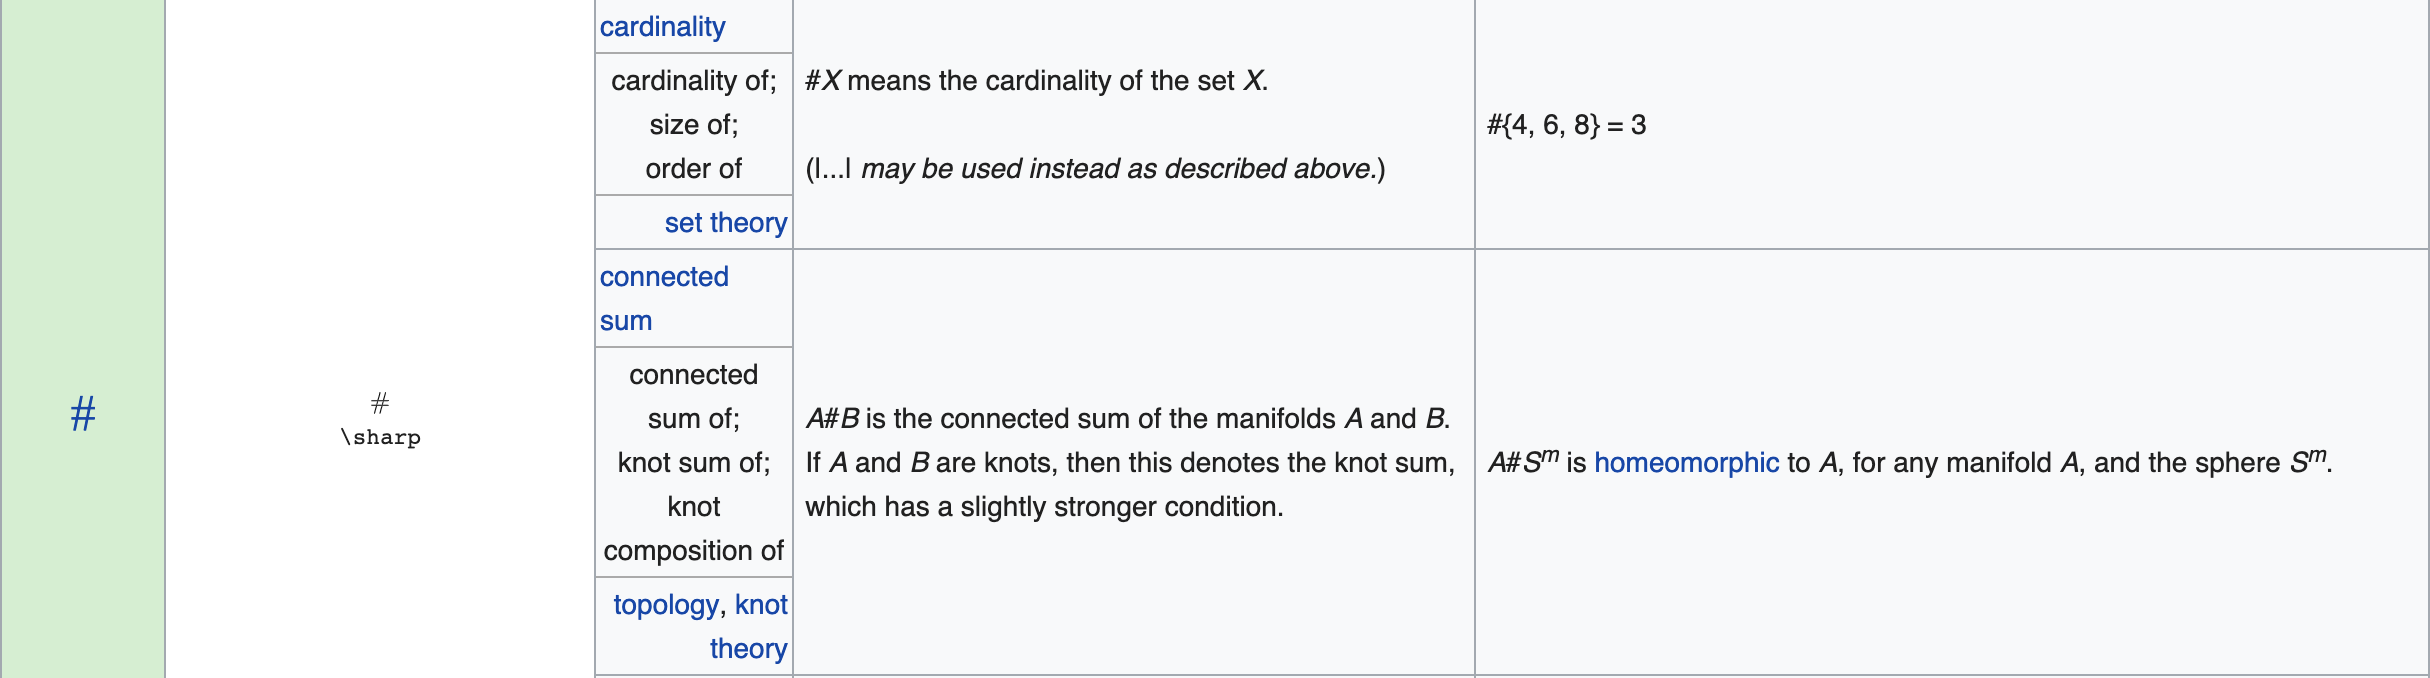 #
#
\sharp
cardinality
cardinality of;
size of;
order of
set theory
#X means the cardinality of the set X.
(|...| may be used instead as described above.)
#{4, 6, 8} = 3
connected
sum
connected
sum of;
knot sum of;
knot
composition of
topology, knot
theory
A#B is the connected sum of the manifolds A and B.
If A and B are knots, then this denotes the knot sum,
which has a slightly stronger condition.
A#Sᵐ is homeomorphic to A, for any manifold A, and the sphere Sᵐ.